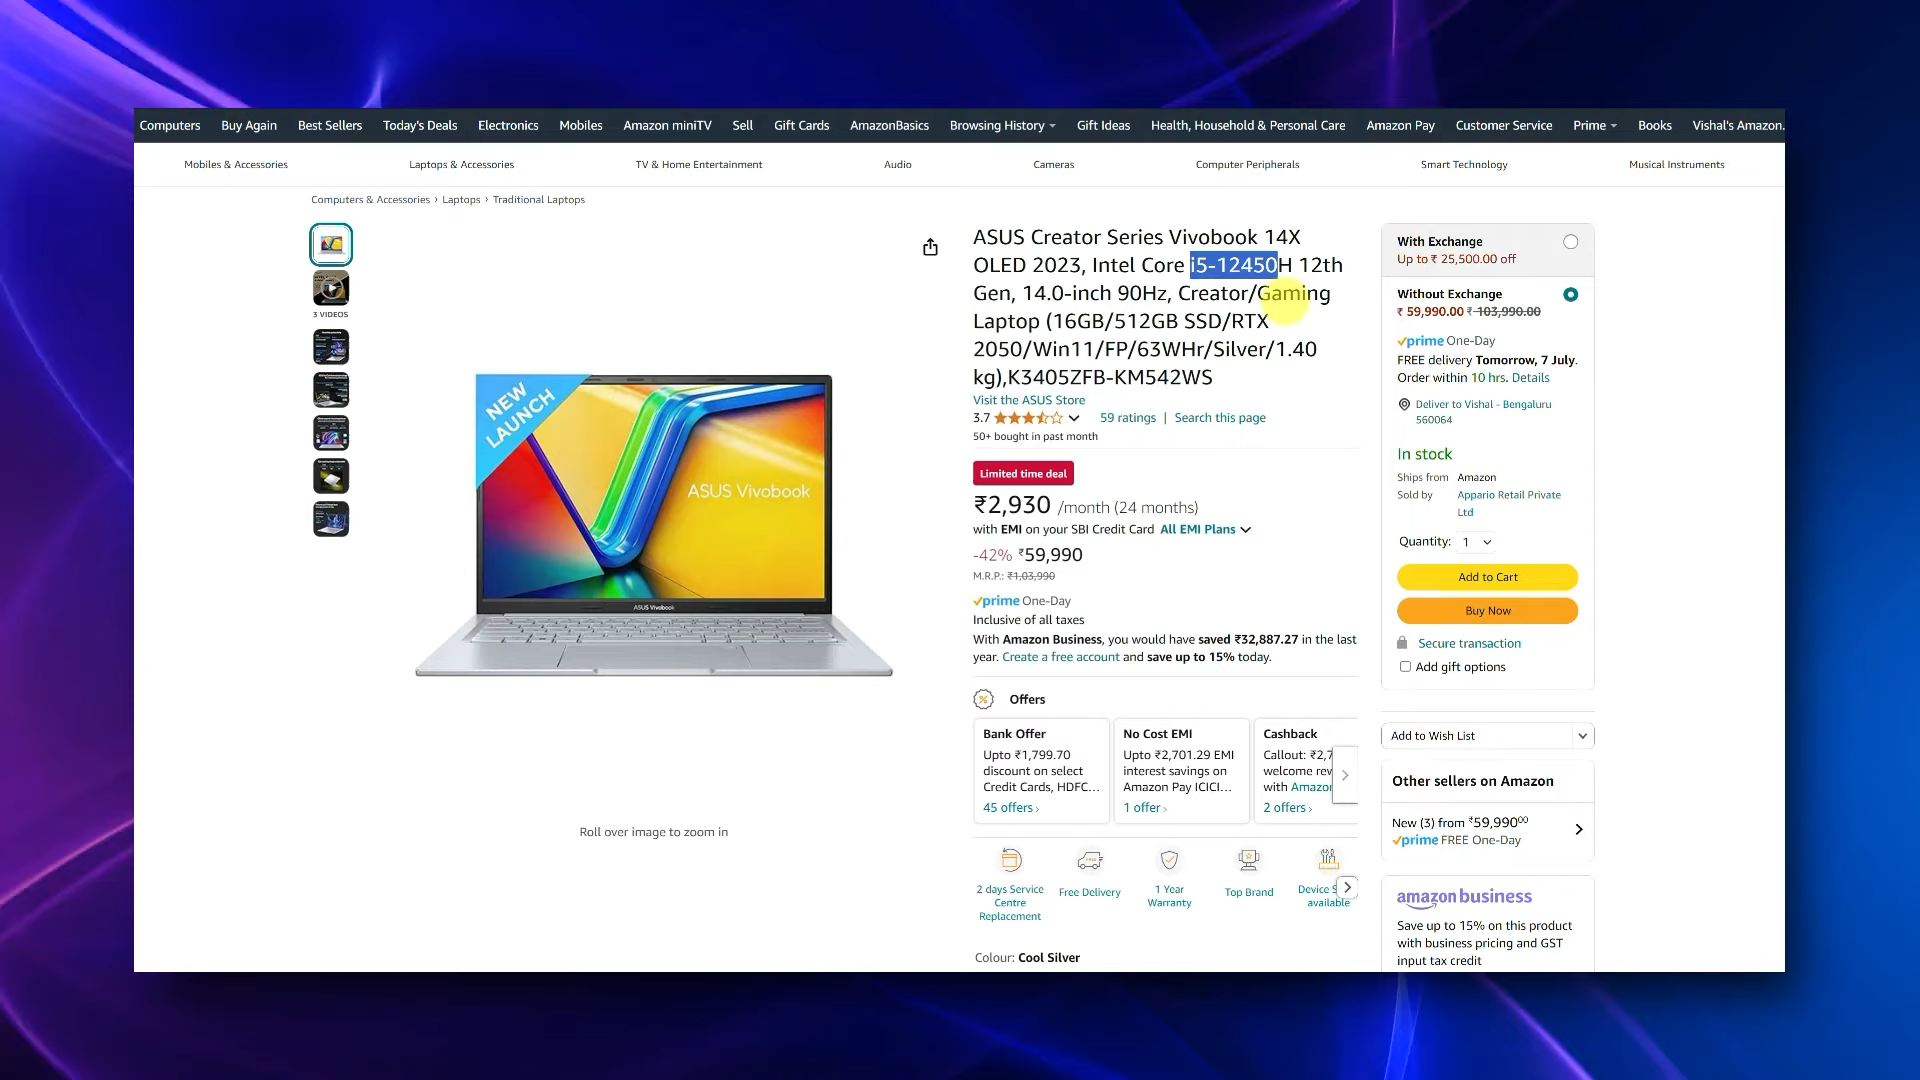 Computers Buy Again Best Sellers Today's Deals Electronics Mobiles Amazon miniTV Sell Gift Cards AmazonBasics Browsing History Gift Ideas Health, Household & Personal Care Amazon Pay Customer Service Prime Books Vishal's Amazon.
Mobiles & Accessories Laptops & Accessories TV & Home Entertainment Audio Cameras Computer Peripherals Smart Technology Musical Instruments
Computers & Accessories › Laptops › Traditional Laptops
3 VIDEOS
NEW
LAUNCH
ASUS Vivobook
ASUS Vivobook
Roll over image to zoom in
ASUS Creator Series Vivobook 14X
OLED 2023, Intel Core i5-12450H 12th
Gen, 14.0-inch 90Hz, Creator/Gaming
Laptop (16GB/512GB SSD/RTX
2050/Win11/FP/63WHr/Silver/1.40
kg),K3405ZFB-KM542WS
Visit the ASUS Store
3.7 59 ratings | Search this page
50+ bought in past month
Limited time deal
₹2,930 /month (24 months)
with EMI on your SBI Credit Card All EMI Plans
-42% ₹59,990
M.R.P.: ₹1,03,990
prime One-Day
Inclusive of all taxes
With Amazon Business, you would have saved ₹32,887.27 in the last
year. Create a free account and save up to 15% today.
Offers
Bank Offer
Upto ₹1,799.70
discount on select
Credit Cards, HDFC…
45 offers ›
No Cost EMI
Upto ₹2,701.29 EMI
interest savings on
Amazon Pay ICICI…
1 offer ›
Cashback
Callout: ₹2,7
welcome rew
with Amazon
2 offers ›
2 days Service
Centre
Replacement
FREE
Free Delivery
1 Year
Warranty
Top Brand
Device S
available
Colour: Cool Silver
With Exchange
Up to ₹ 25,500.00 off
Without Exchange
₹ 59,990.00 ₹ 103,990.00
prime One-Day
FREE delivery Tomorrow, 7 July.
Order within 10 hrs. Details
Deliver to Vishal - Bengaluru
560064
In stock
Ships from Amazon
Sold by Appario Retail Private
Ltd
Quantity: 1
Add to Cart
Buy Now
Secure transaction
Add gift options
Add to Wish List
Other sellers on Amazon
New (3) from ₹59,990⁰⁰
prime FREE One-Day
amazon business
Save up to 15% on this product
with business pricing and GST
input tax credit